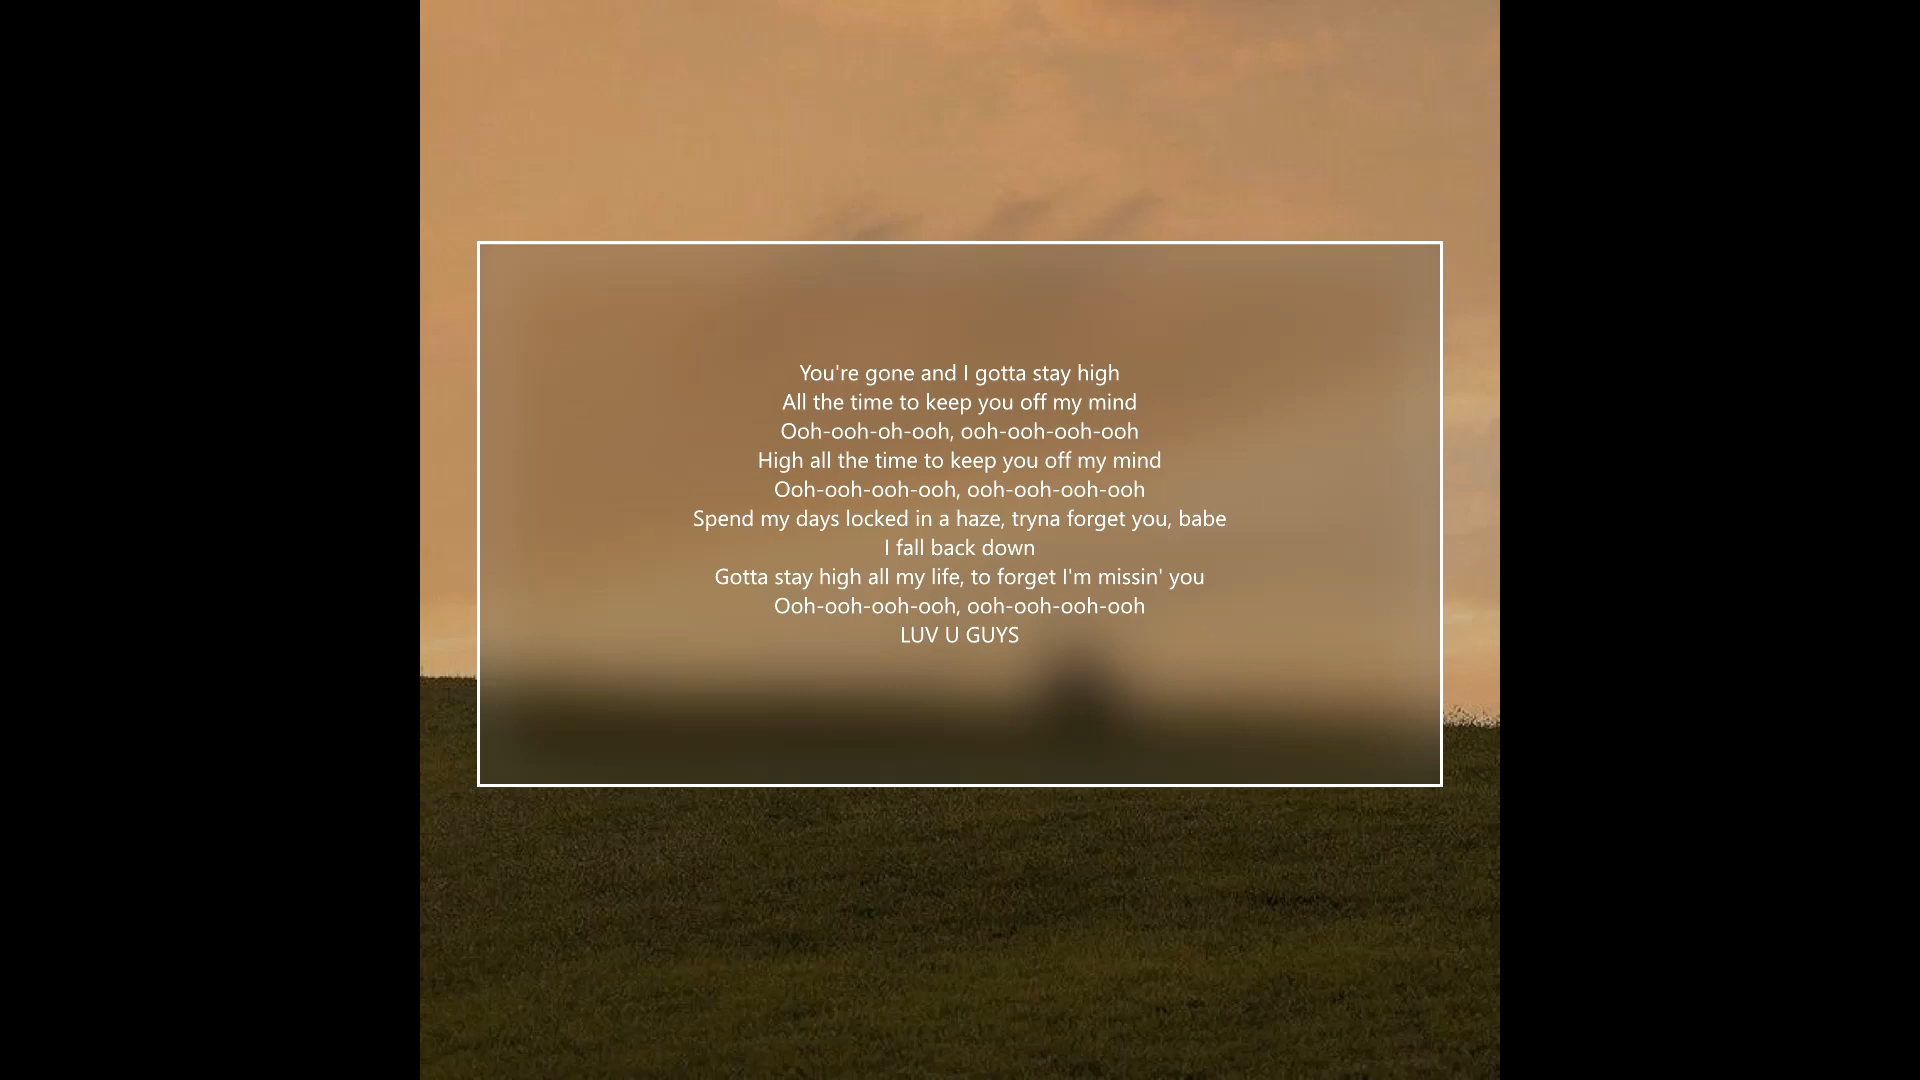 You're gone and I gotta stay high
All the time to keep you off my mind
Ooh-ooh-oh-ooh, ooh-ooh-ooh-ooh
High all the time to keep you off my mind
Ooh-ooh-ooh-ooh, ooh-ooh-ooh-ooh
Spend my days locked in a haze, tryna forget you, babe
I fall back down
Gotta stay high all my life, to forget I'm missin' you
Ooh-ooh-ooh-ooh, ooh-ooh-ooh-ooh
LUV U GUYS